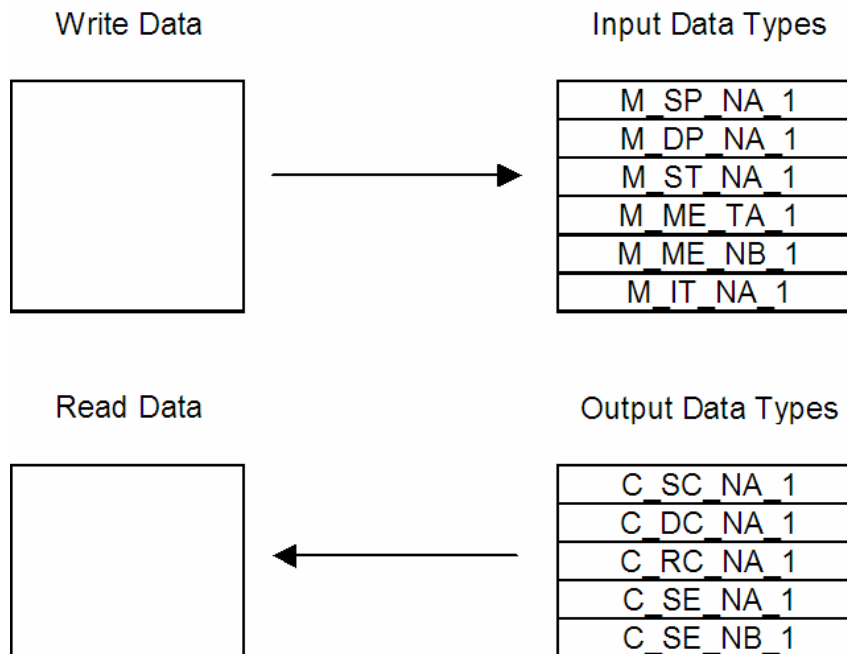 Write Data
Input Data Types
M_SP_NA_1
M_DP_NA_1
M_ST_NA_1
M_ME_TA_1
M_ME_NB_1
M_IT_NA_1
Read Data
Output Data Types
C_SC_NA_1
C_DC_NA_1
C_RC_NA_1
C_SE_NA_1
C_SE_NB_1